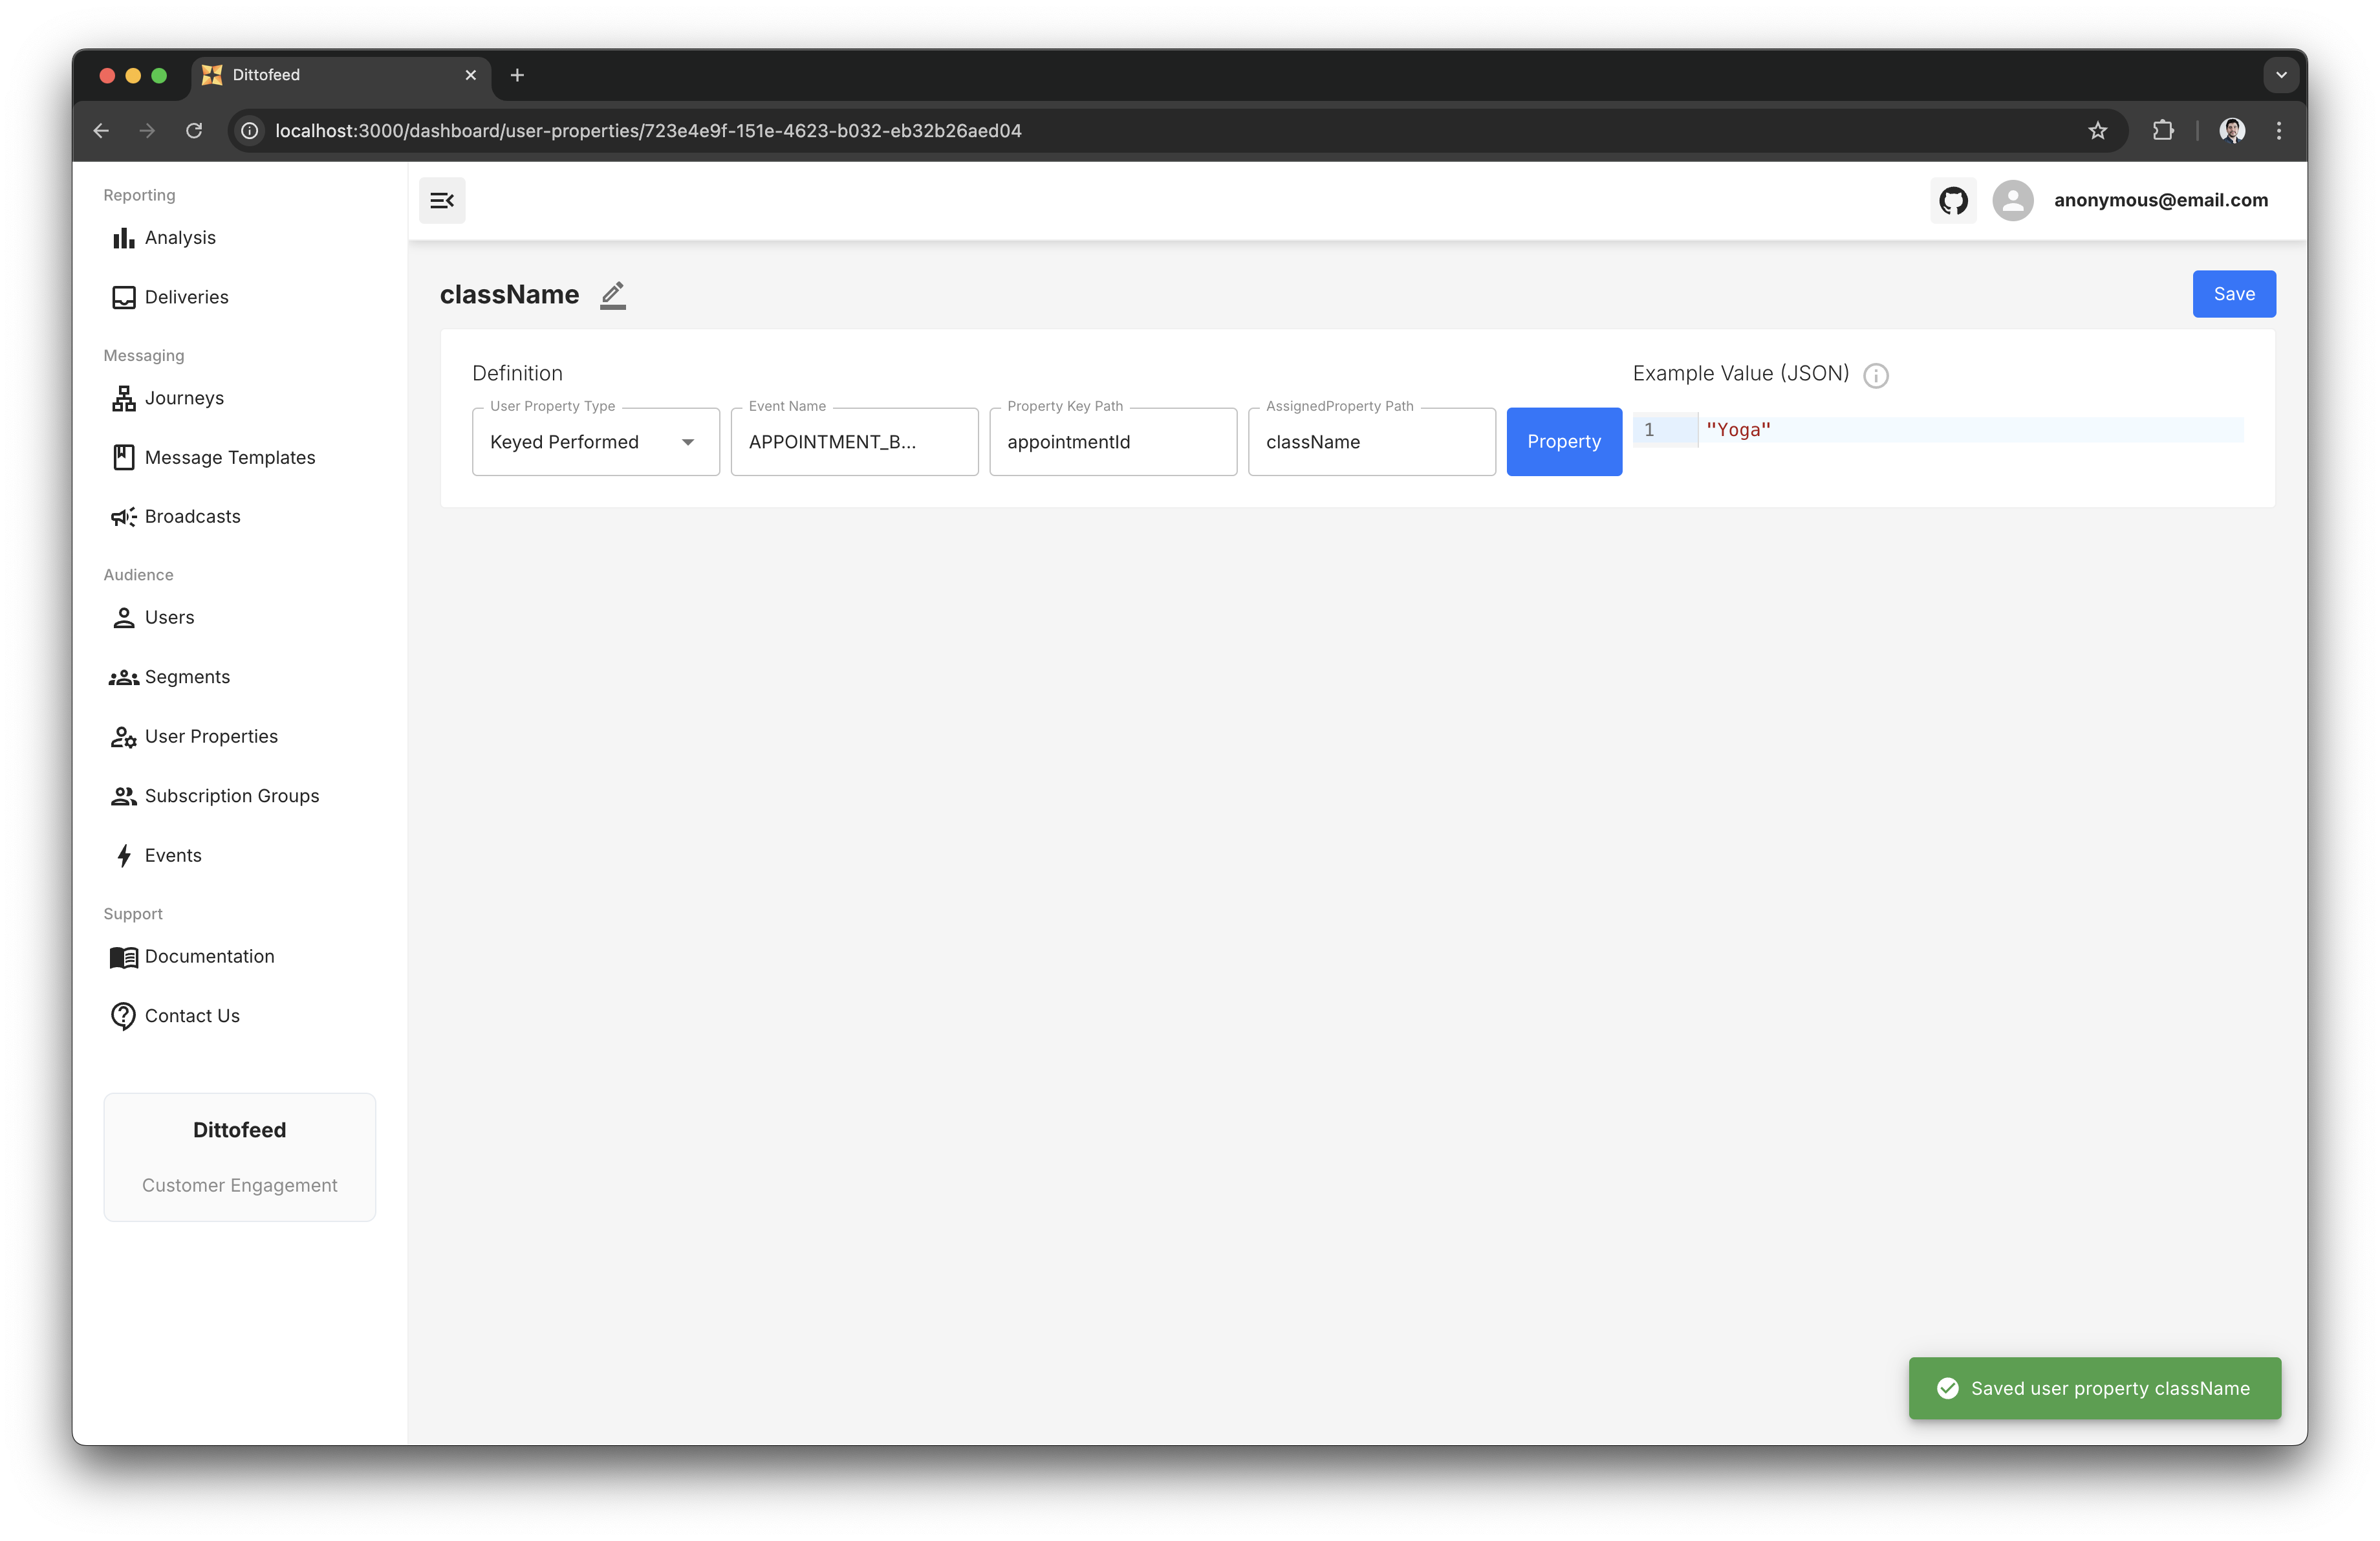 Dittofeed
localhost:3000/dashboard/user-properties/723e4e9f-151e-4623-b032-eb32b26aed04
Reporting
Analysis
Deliveries
Messaging
Journeys
Message Templates
Broadcasts
Audience
Users
Segments
User Properties
Subscription Groups
Events
Support
Documentation
Contact Us
Dittofeed
Customer Engagement
anonymous@email.com
className
Save
Definition
User Property Type
Keyed Performed
Event Name
APPOINTMENT_B...
Property Key Path
appointmentId
AssignedProperty Path
className
Property
Example Value (JSON)
1 "Yoga"
Saved user property className